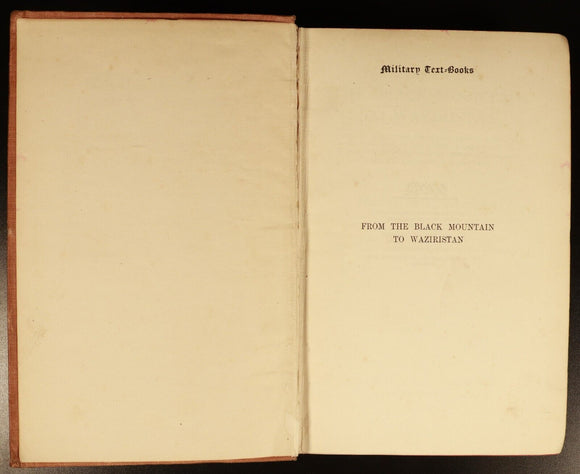 Military Text-Books
FROM THE BLACK MOUNTAIN
TO WAZIRISTAN